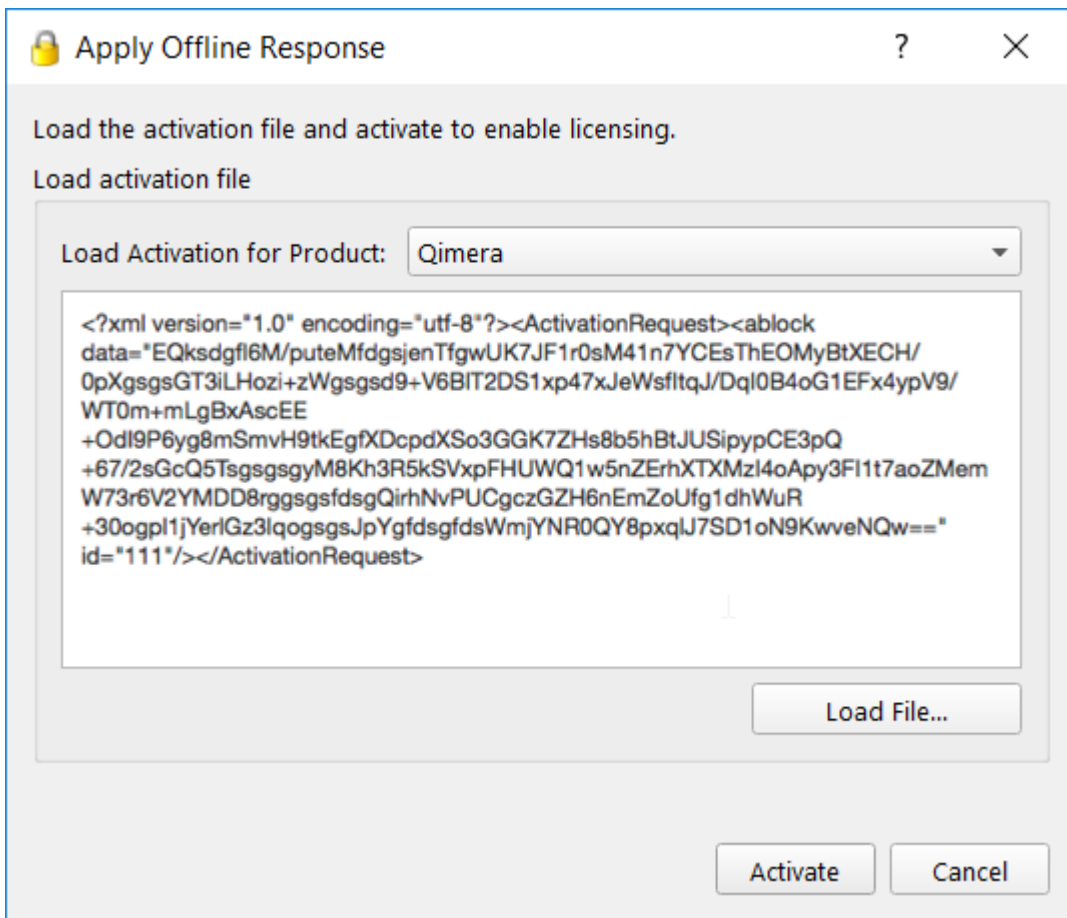 Apply Offline Response
Load the activation file and activate to enable licensing.
Load activation file
Load Activation for Product: Qimera
<?xml version="1.0" encoding="utf-8"?><ActivationRequest><ablock
data="EQksdgfl6M/puteMfdgsjenTfgwUK7JF1r0sM41n7YCEsThEOMyBtXECH/
0pXgsgsGT3iLHozi+zWgsgsd9+V6BlT2DS1xp47xJeWsfItqJ/Dql0B4oG1EFx4ypV9/
WT0m+mLgBxAscEE
+Odl9P6yg8mSmvH9tkEgfXDcpdXSo3GGK7ZHs8b5hBtJUSipypCE3pQ
+67/2sGcQ5TsgsgsgyM8Kh3R5kSVxpFHUWQ1w5nZErhXTXMzl4oApy3Fl1t7aoZMem
W73r6V2YMDD8rggsgsfdsgQirhNvPUCgczGZH6nEmZoUfg1dhWuR
+30ogpl1jYerlGz3lqogsgsJpYgfdsgfdsWmjYNR0QY8pxqlJ7SD1oN9KwveNQw=="
id="111"/></ActivationRequest>
Load File...
Activate Cancel